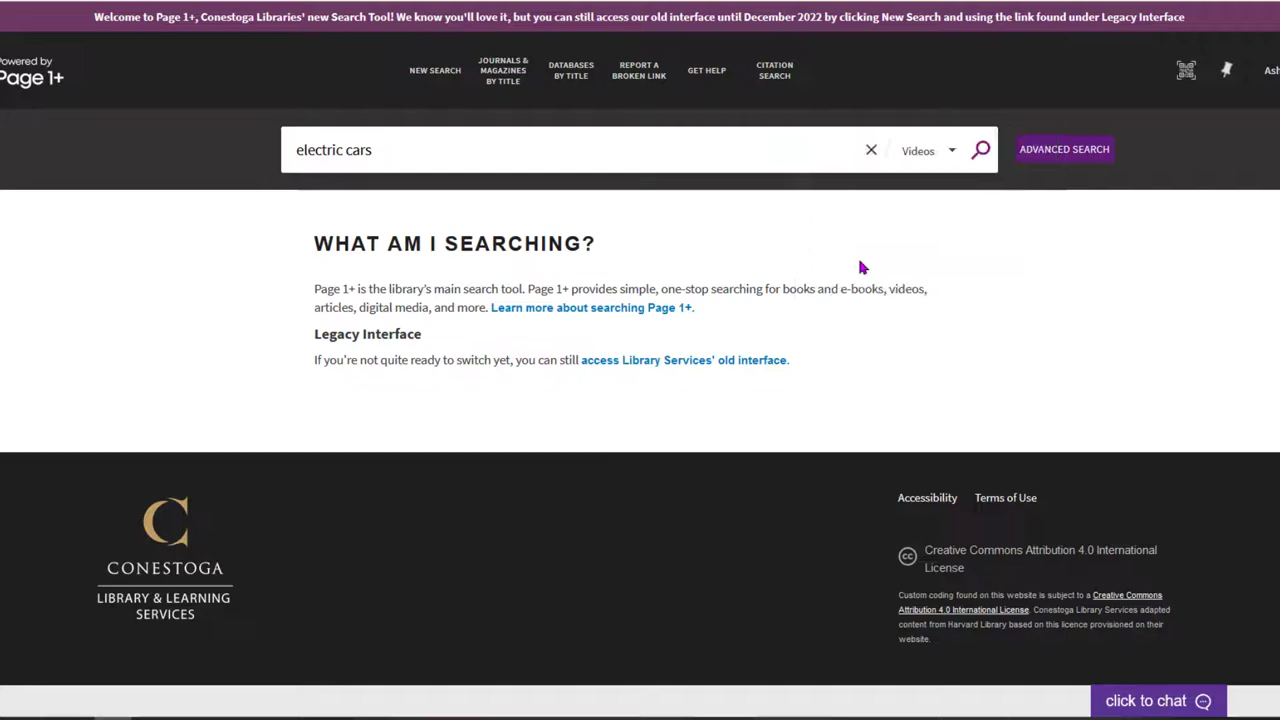 Welcome to Page 1+, Conestoga Libraries' new Search Tool! We know you'll love it, but you can still access our old interface until December 2022 by clicking New Search and using the link found under Legacy Interface
Powered by
Page 1+
NEW SEARCH
JOURNALS &
MAGAZINES
BY TITLE
DATABASES
BY TITLE
REPORT A
BROKEN LINK
GET HELP
CITATION
SEARCH
Ash
electric cars
Videos
ADVANCED SEARCH
WHAT AM I SEARCHING?
Page 1+ is the library's main search tool. Page 1+ provides simple, one-stop searching for books and e-books, videos,
articles, digital media, and more. Learn more about searching Page 1+.
Legacy Interface
If you're not quite ready to switch yet, you can still access Library Services' old interface.
C
CONESTOGA
LIBRARY & LEARNING
SERVICES
Accessibility Terms of Use
cc
Creative Commons Attribution 4.0 International
License
Custom coding found on this website is subject to a Creative Commons
Attribution 4.0 International License. Conestoga Library Services adapted
content from Harvard Library based on this licence provisioned on their
website.
click to chat